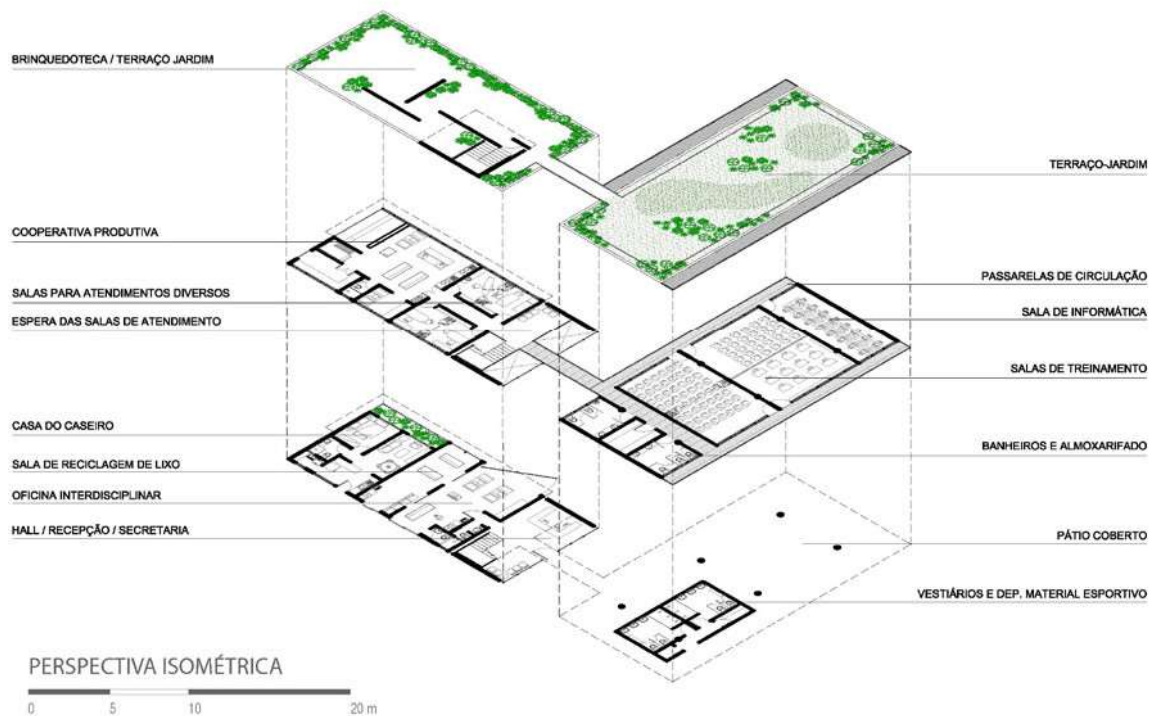 BRINQUEDOTECA / TERRAÇO JARDIM
TERRAÇO-JARDIM
COOPERATIVA PRODUTIVA
SALAS PARA ATENDIMENTOS DIVERSOS
ESPERA DAS SALAS DE ATENDIMENTO
PASSARELAS DE CIRCULAÇÃO
SALA DE INFORMÁTICA
SALAS DE TREINAMENTO
CASA DO CASEIRO
SALA DE RECICLAGEM DE LIXO
OFICINA INTERDISCIPLINAR
HALL / RECEPÇÃO / SECRETARIA
BANHEIROS E ALMOXARIFADO
PÁTIO COBERTO
VESTIÁRIOS E DEP. MATERIAL ESPORTIVO
PERSPECTIVA ISOMÉTRICA
0 5 10 20 m